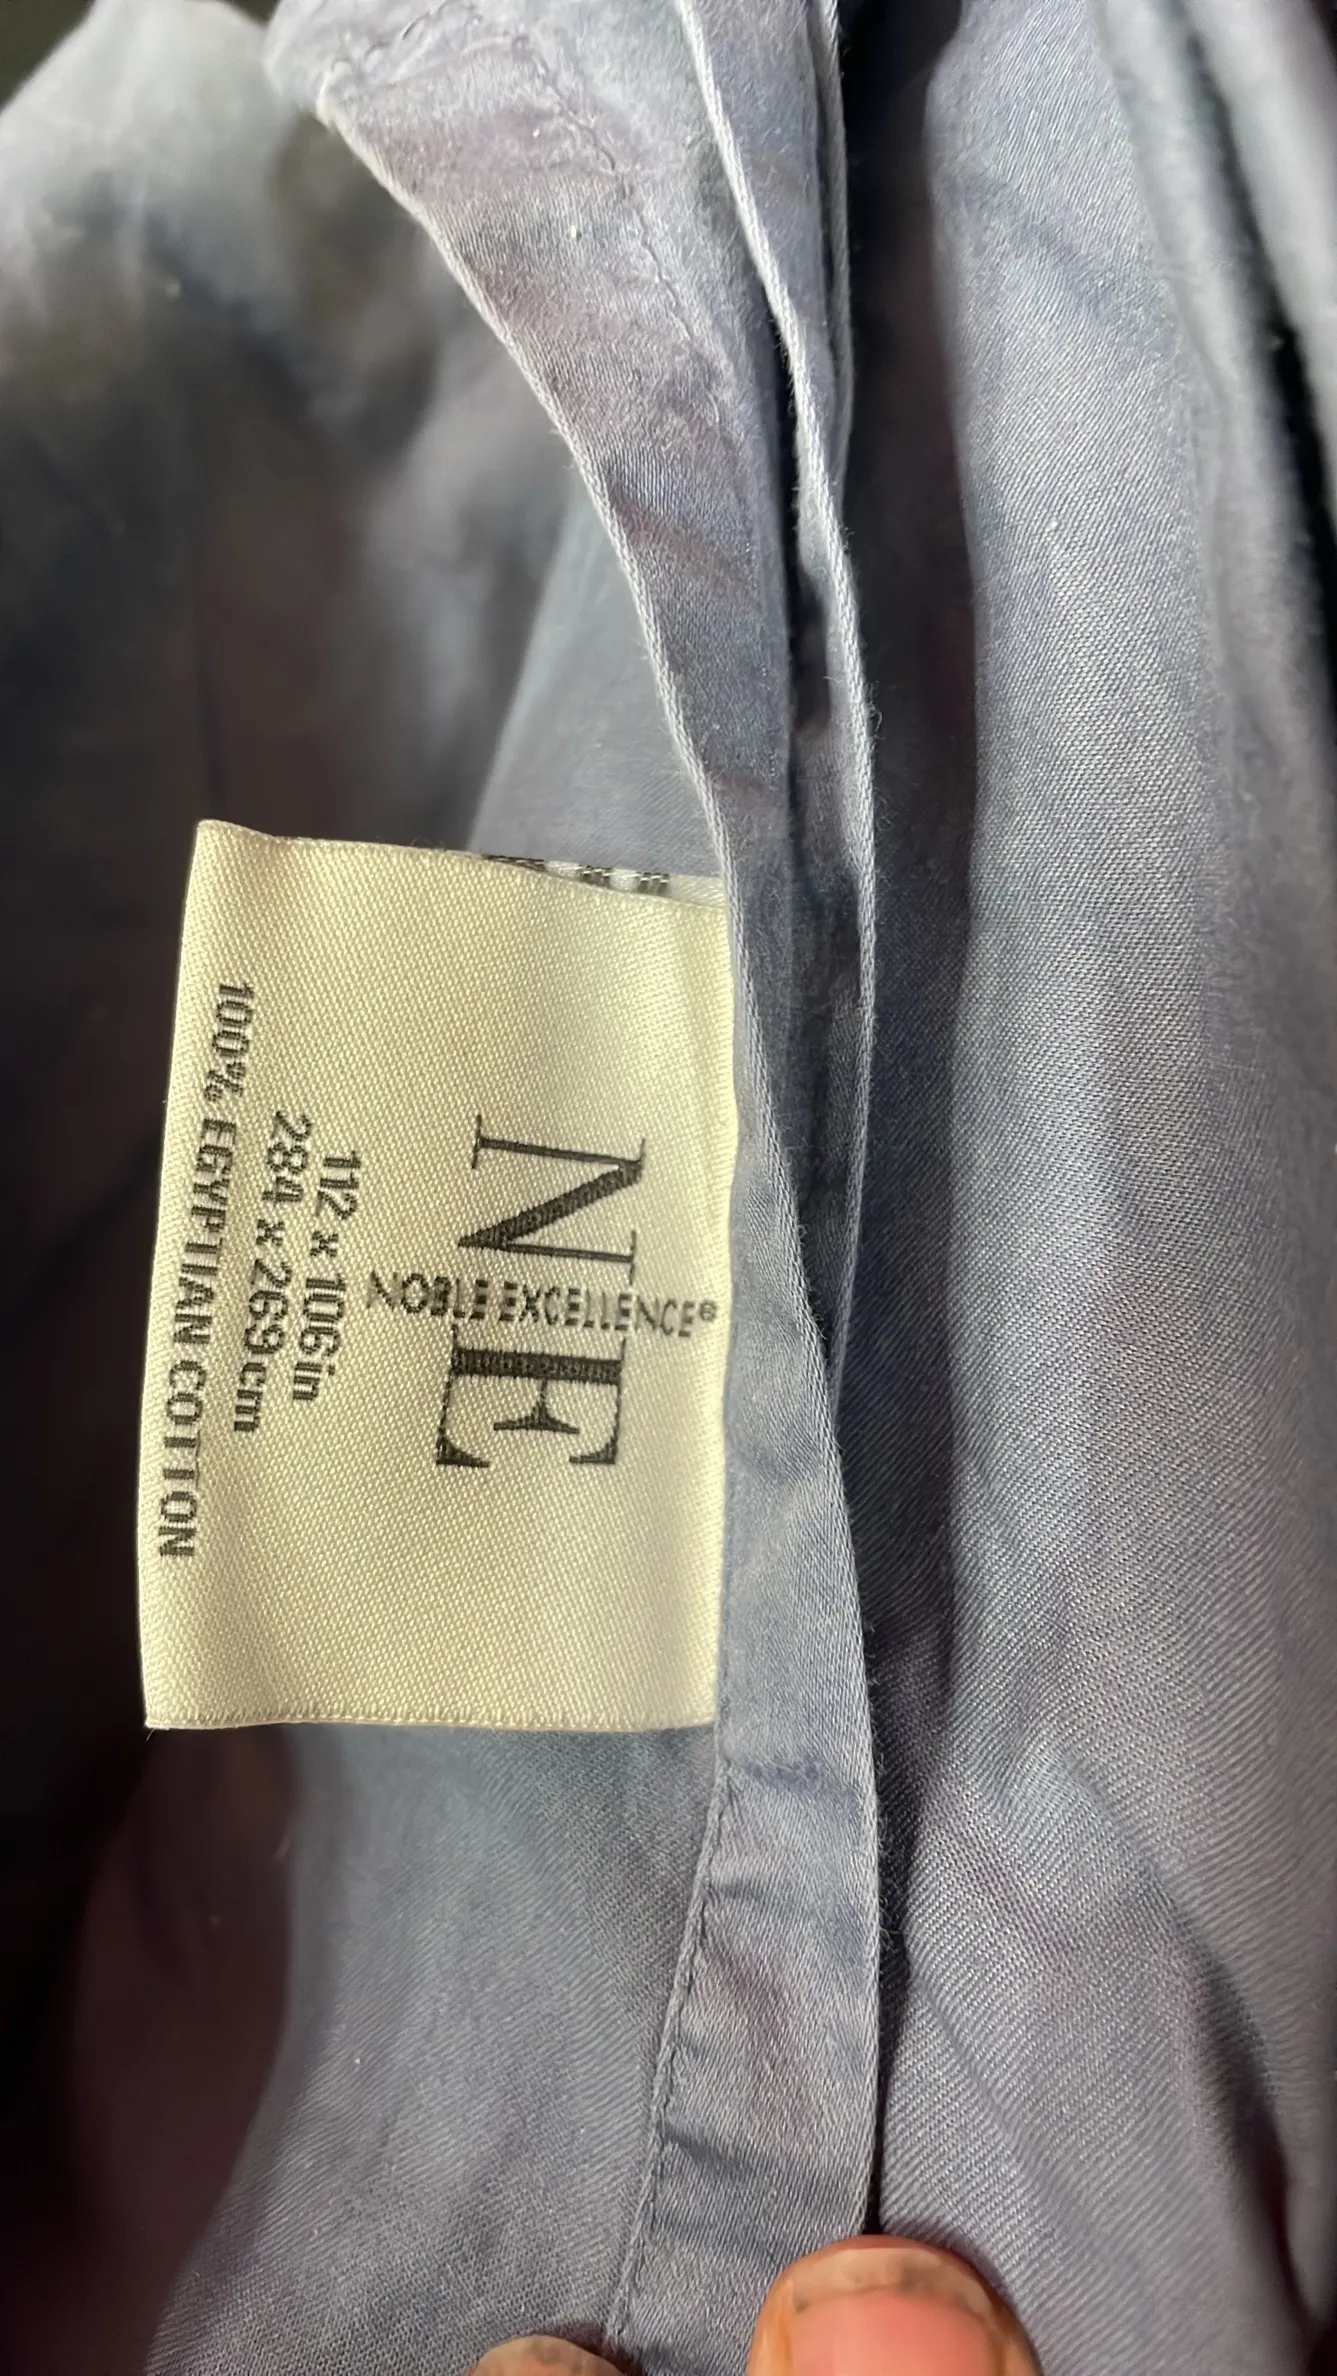 NE
NOBLE EXCELLENCE®
112 x 106in
284 x 269cm
100% EGYPTIAN COTTON